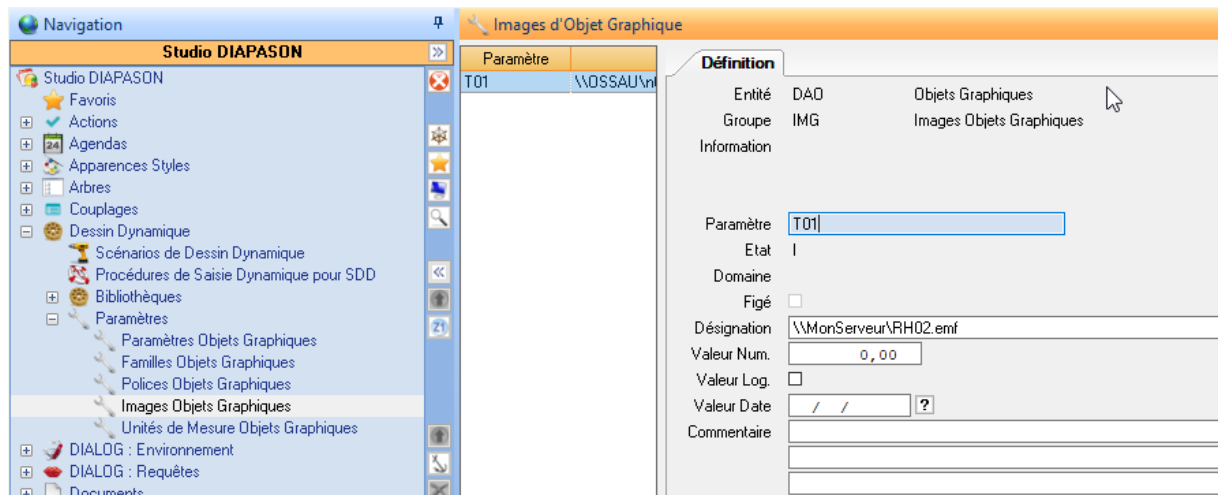 Navigation
Studio DIAPASON
Studio DIAPASON
Favoris
Actions
24 Agendas
Apparences Styles
Arbres
Couplages
Dessin Dynamique
Scénarios de Dessin Dynamique
Procédures de Saisie Dynamique pour SDD
Bibliothèques
Paramètres
Paramètres Objets Graphiques
Familles Objets Graphiques
Polices Objets Graphiques
Images Objets Graphiques
Unités de Mesure Objets Graphiques
DIALOG : Environnement
DIALOG : Requêtes
Documents
Z1
Images d'Objet Graphique
Paramètre
T01 \\OSSAU\
Définition
Entité DAO Objets Graphiques
Groupe IMG Images Objets Graphiques
Information
Paramètre T01
Etat I
Domaine
Figé
Désignation \\MonServeur\RH02.emf
Valeur Num. 0,00
Valeur Log.
Valeur Date / / ?
Commentaire